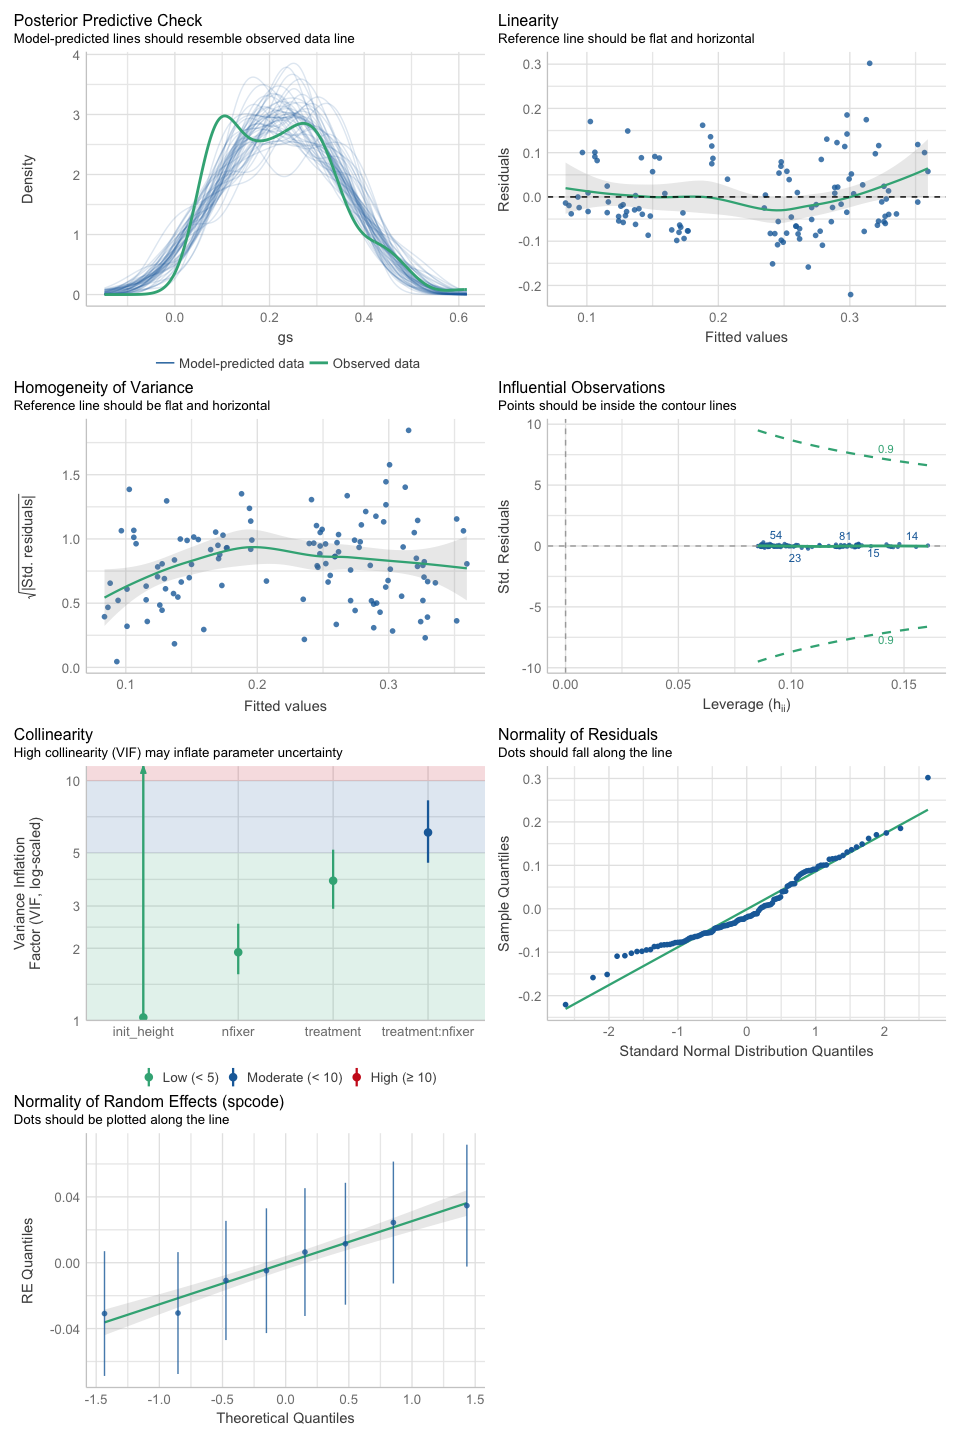 Posterior Predictive Check
Model-predicted lines should resemble observed data line
4
3
2
1
0
Density
0.0
0.2
0.4
0.6
gs
Model-predicted data
Observed data
Linearity
Reference line should be flat and horizontal
0.3
0.2
0.1
0.0
-0.1
-0.2
Residuals
0.1
0.2
0.3
Fitted values
Homogeneity of Variance
Reference line should be flat and horizontal
1.5
1.0
0.5
0.0
√|Std. residuals|
0.1
0.2
0.3
Fitted values
Influential Observations
Points should be inside the contour lines
10
5
0
-5
-10
Std. Residuals
0.9
54
81
14
23
15
0.9
0.00
0.05
0.10
0.15
Leverage (hii)
Collinearity
High collinearity (VIF) may inflate parameter uncertainty
10
5
3
2
1
Variance Inflation
Factor (VIF, log-scaled)
init_height
nfixer
treatment
treatment:nfixer
Low (< 5)
Moderate (< 10)
High (≥ 10)
Normality of Residuals
Dots should fall along the line
0.3
0.2
0.1
0.0
-0.1
-0.2
Sample Quantiles
-2
-1
0
1
2
Standard Normal Distribution Quantiles
Normality of Random Effects (spcode)
Dots should be plotted along the line
0.04
0.00
-0.04
RE Quantiles
-1.5
-1.0
-0.5
0.0
0.5
1.0
1.5
Theoretical Quantiles